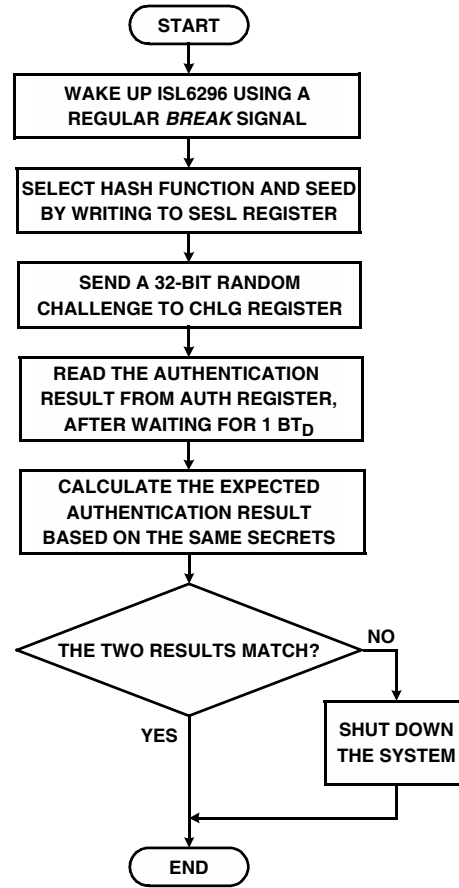 START
WAKE UP ISL6296 USING A
REGULAR BREAK SIGNAL
SELECT HASH FUNCTION AND SEED
BY WRITING TO SESL REGISTER
SEND A 32-BIT RANDOM
CHALLENGE TO CHLG REGISTER
READ THE AUTHENTICATION
RESULT FROM AUTH REGISTER,
AFTER WAITING FOR 1 BTD
CALCULATE THE EXPECTED
AUTHENTICATION RESULT
BASED ON THE SAME SECRETS
THE TWO RESULTS MATCH?
NO
YES
SHUT DOWN
THE SYSTEM
END